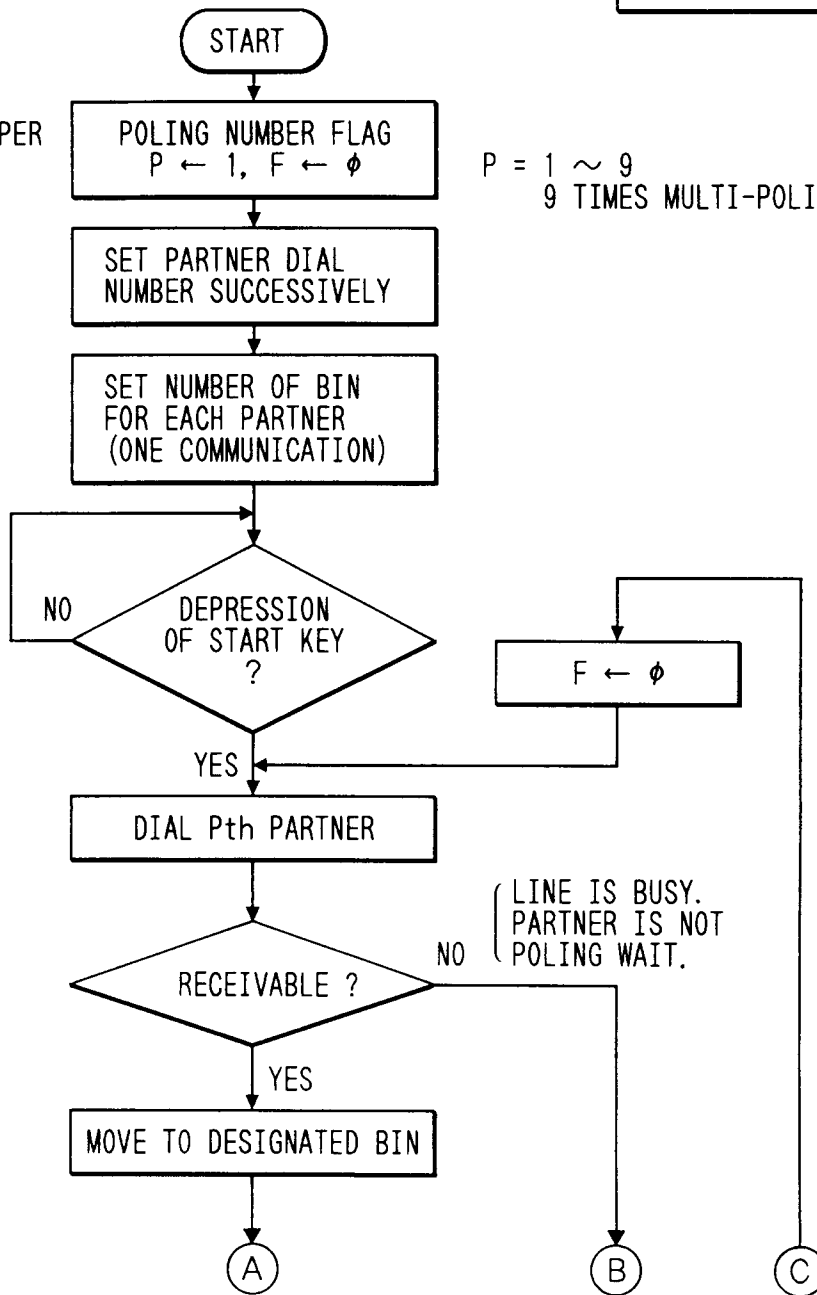 START
PER
POLING NUMBER FLAG
P ← 1, F ← ϕ
P = 1 ∼ 9
9 TIMES MULTI-POLI
SET PARTNER DIAL
NUMBER SUCCESSIVELY
SET NUMBER OF BIN
FOR EACH PARTNER
(ONE COMMUNICATION)
NO
DEPRESSION
OF START KEY
?
F ← ϕ
YES
DIAL Pth PARTNER
LINE IS BUSY.
PARTNER IS NOT
POLING WAIT.
NO
RECEIVABLE ?
YES
MOVE TO DESIGNATED BIN
A
B
C